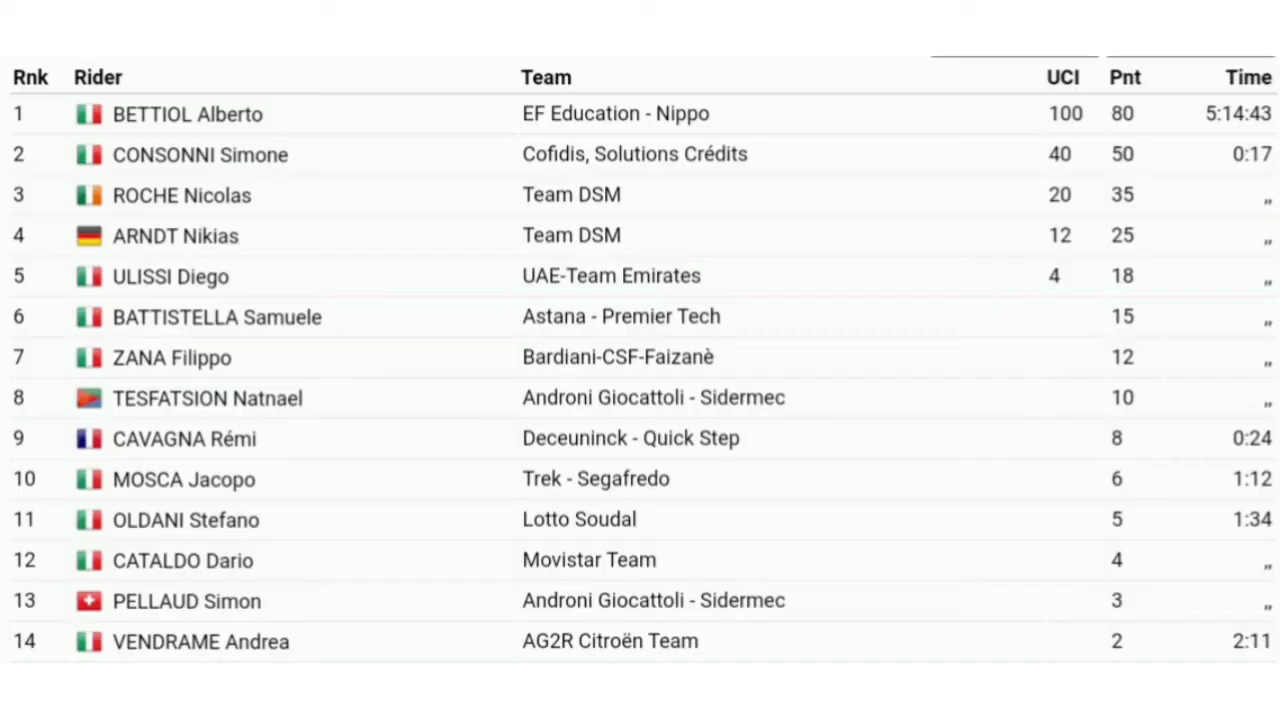 Rnk Rider Team UCI Pnt Time
1 BETTIOL Alberto EF Education - Nippo 100 80 5:14:43
2 CONSONNI Simone Cofidis, Solutions Crédits 40 50 0:17
3 ROCHE Nicolas Team DSM 20 35 ,,
4 ARNDT Nikias Team DSM 12 25 ,,
5 ULISSI Diego UAE-Team Emirates 4 18 ,,
6 BATTISTELLA Samuele Astana - Premier Tech 15 ,,
7 ZANA Filippo Bardiani-CSF-Faizanè 12 ,,
8 TESFATSION Natnael Androni Giocattoli - Sidermec 10 ,,
9 CAVAGNA Rémi Deceuninck - Quick Step 8 0:24
10 MOSCA Jacopo Trek - Segafredo 6 1:12
11 OLDANI Stefano Lotto Soudal 5 1:34
12 CATALDO Dario Movistar Team 4 ,,
13 PELLAUD Simon Androni Giocattoli - Sidermec 3 ,,
14 VENDRAME Andrea AG2R Citroën Team 2 2:11